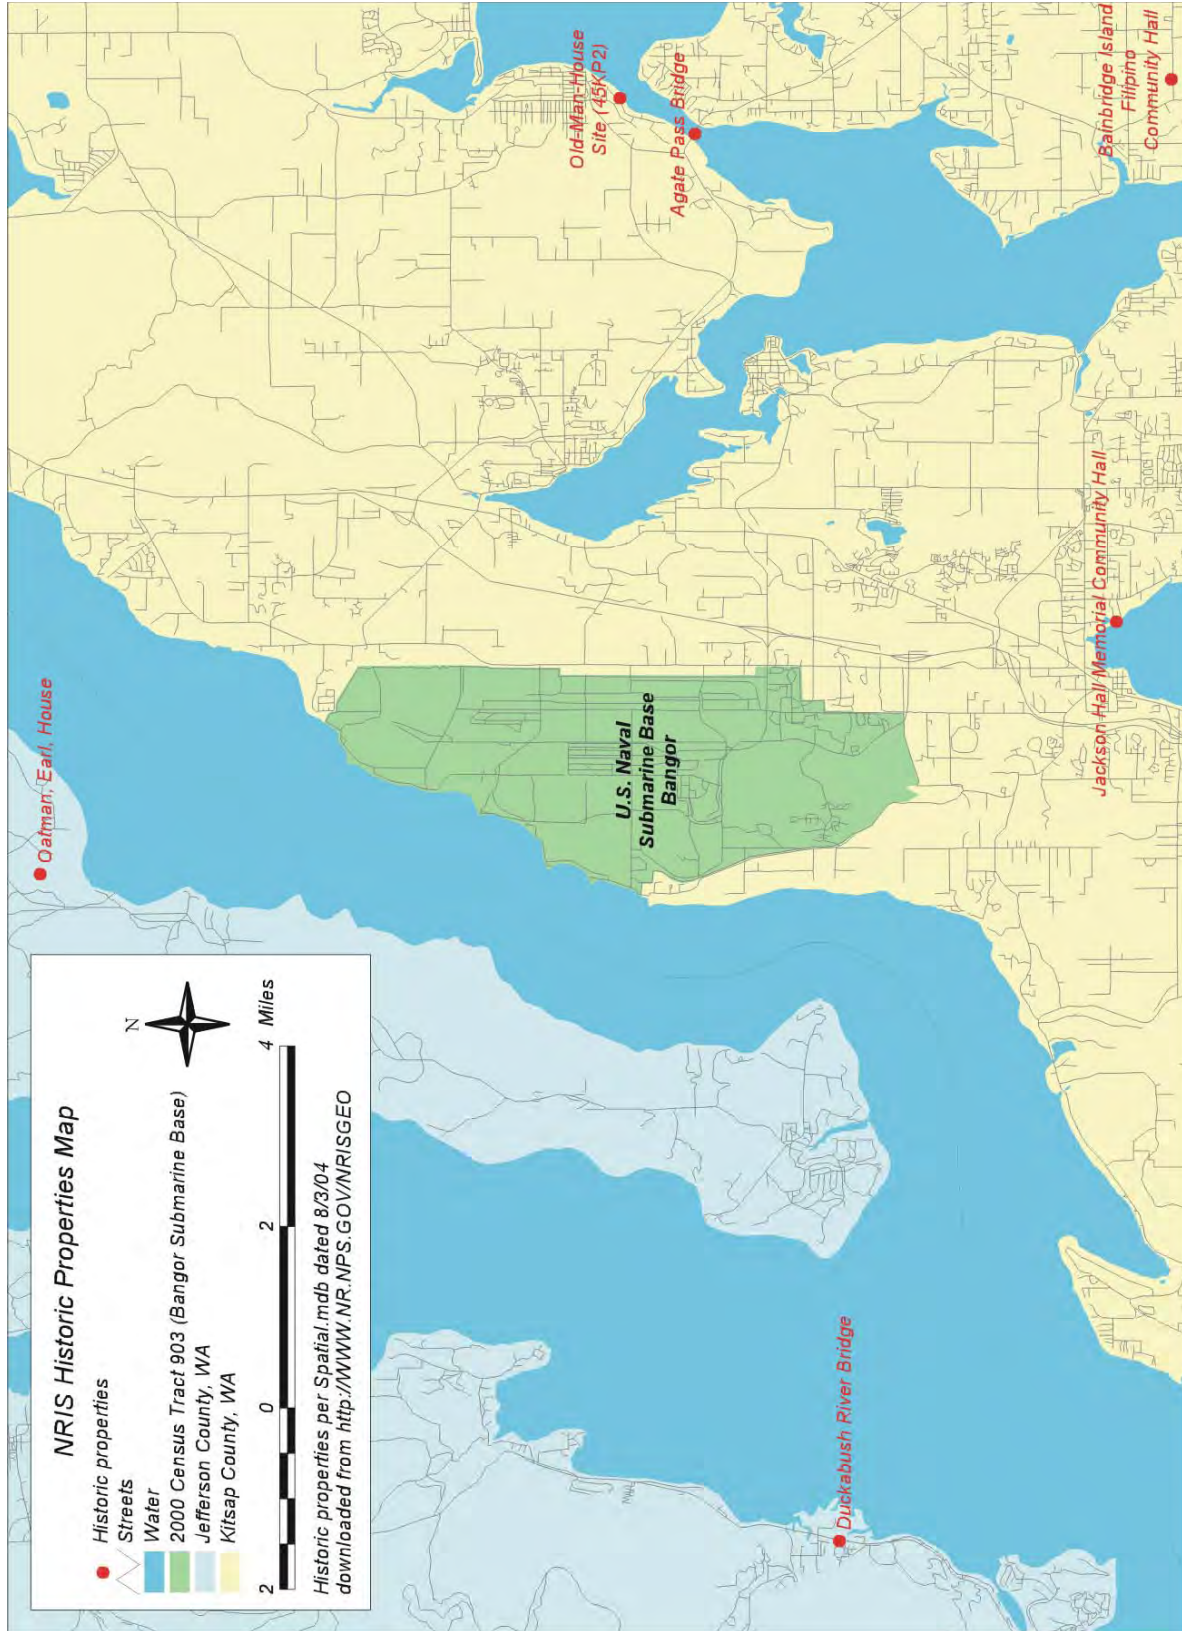 NRIS Historic Properties Map
Historic properties
Streets
Water
2000 Census Tract 903 (Bangor Submarine Base)
Jefferson County, WA
Kitsap County, WA
N
2 0 2 4 Miles
Historic properties per Spatial.mdb dated 8/3/04
downloaded from http://WWW.NR.NPS.GOV/NRISGEO
Oatman, Earl, House
Old-Man-House
Site (45KP2)
Agate Pass Bridge
U.S. Naval
Submarine Base
Bangor
Duckabush River Bridge
Jackson Hall Memorial Community Hall
Bainbridge Island
Filipino
Community Hall